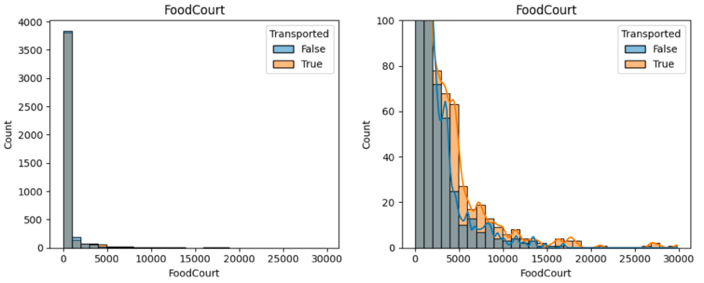 FoodCourt
Transported
False
True
4000
3500
3000
2500
2000
1500
1000
500
0
Count
0 5000 10000 15000 20000 25000 30000
FoodCourt
FoodCourt
Transported
False
True
100
80
60
40
20
0
Count
0 5000 10000 15000 20000 25000 30000
FoodCourt